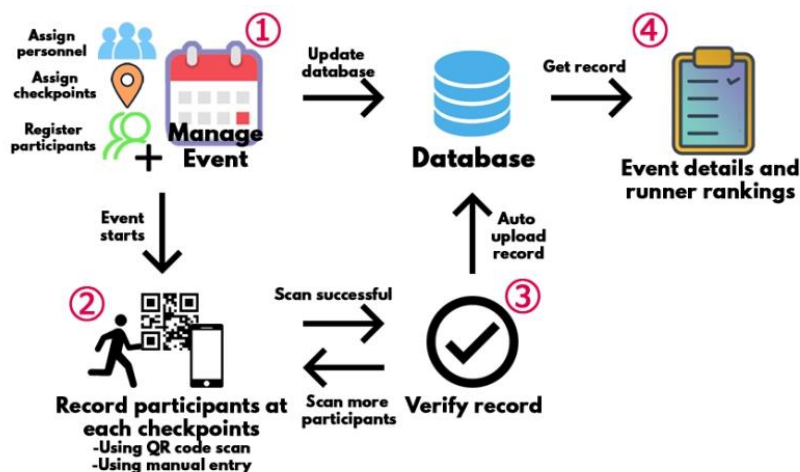 Assign
personnel
Assign
checkpoints
Register
participants
+
①
Manage
Event
Update
database
Database
Get record
④
Event details and
runner rankings
Event
starts
Auto
upload
record
②
Scan successful
③
Scan more
participants
Record participants at
each checkpoints
-Using QR code scan
-Using manual entry
Verify record